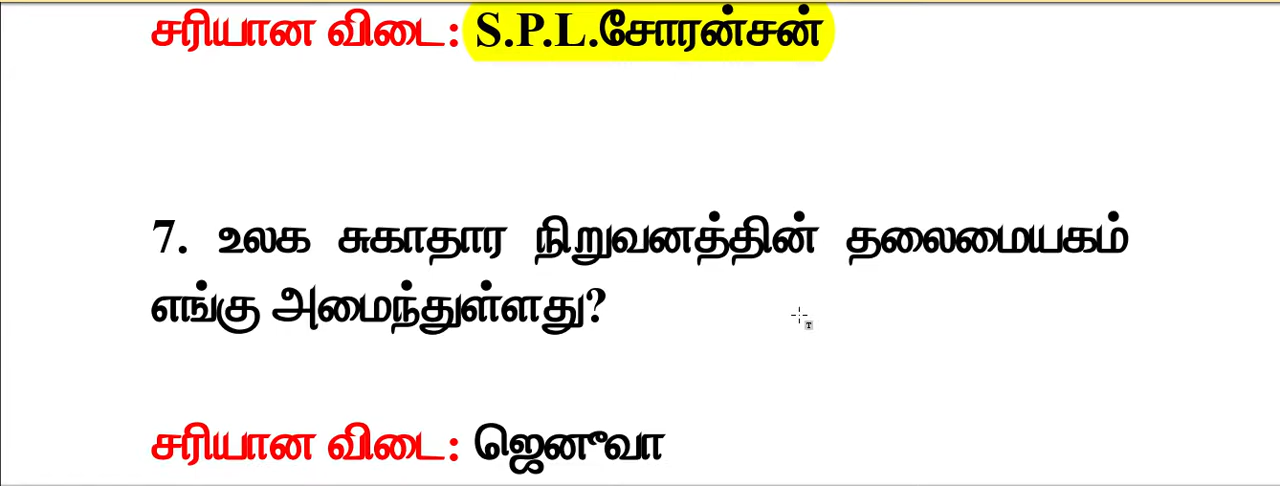 சரியான விடை: S.P.L.சோரன்சன்
7. உலக சுகாதார நிறுவனத்தின் தலைமையகம்
எங்கு அமைந்துள்ளது?
சரியான விடை: ஜெனூவா